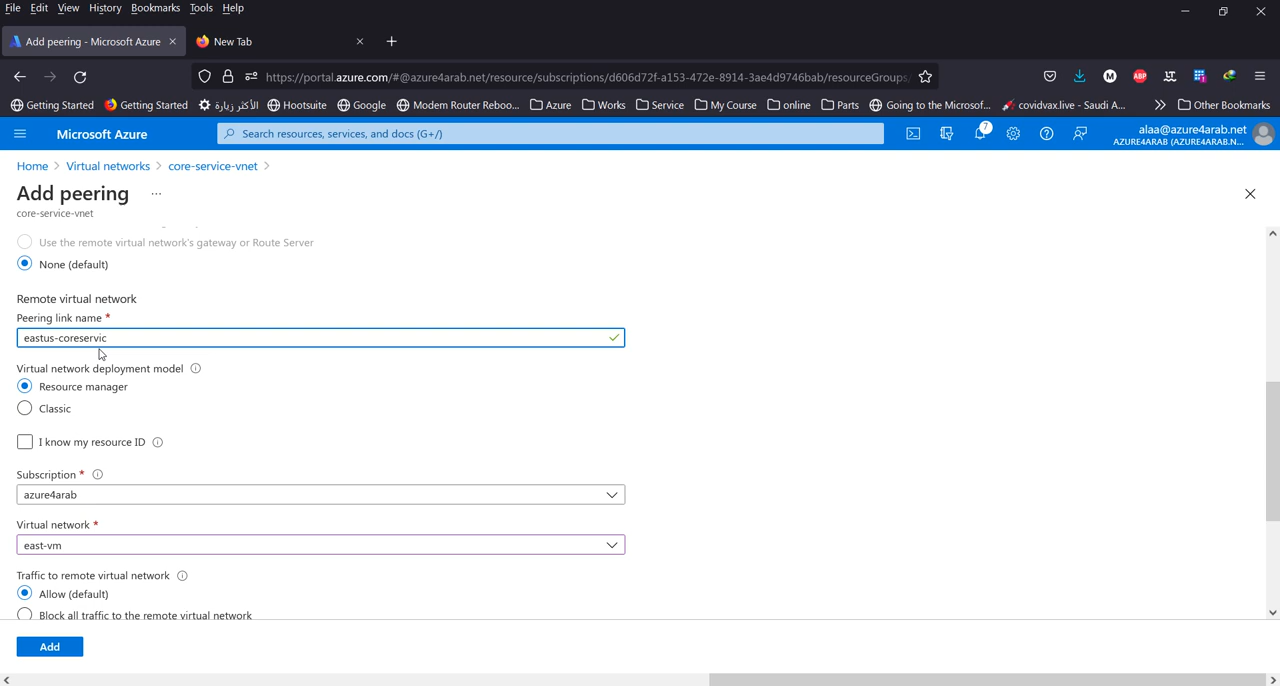 File Edit View History Bookmarks Tools Help
Add peering - Microsoft Azure
New Tab
https://portal.azure.com/#@azure4arab.net/resource/subscriptions/d606d72f-a153-472e-8914-3ae4d9746bab/resourceGroups
Getting Started Getting Started الأكثر زيارة Hootsuite Google Modem Router Reboo... Azure Works Service My Course online Parts Going to the Microsof... covidvax.live - Saudi A... Other Bookmarks
Microsoft Azure
Search resources, services, and docs (G+/)
7
alaa@azure4arab.net
AZURE4ARAB (AZURE4ARAB.N...
Home > Virtual networks > core-service-vnet >
Add peering ...
core-service-vnet
Use the remote virtual network's gateway or Route Server
None (default)
Remote virtual network
Peering link name *
eastus-coreservic
Virtual network deployment model
Resource manager
Classic
I know my resource ID
Subscription *
azure4arab
Virtual network *
east-vm
Traffic to remote virtual network
Allow (default)
Block all traffic to the remote virtual network
Add